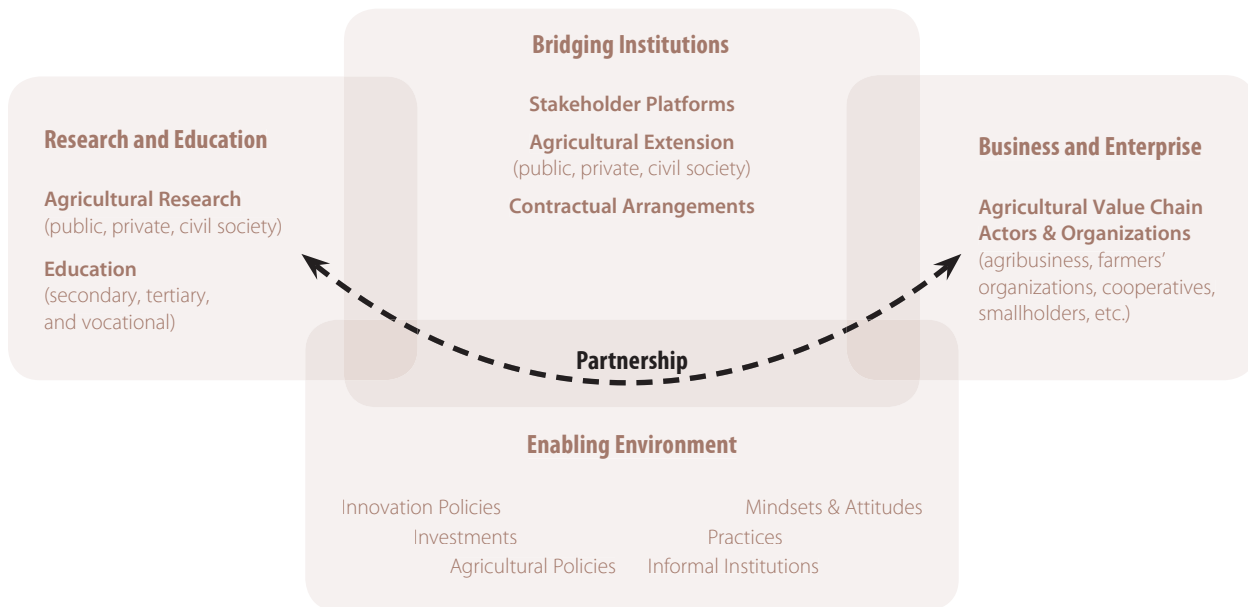 Bridging Institutions
Stakeholder Platforms
Agricultural Extension
(public, private, civil society)
Contractual Arrangements
Research and Education
Agricultural Research
(public, private, civil society)
Education
(secondary, tertiary,
and vocational)
Business and Enterprise
Agricultural Value Chain
Actors & Organizations
(agribusiness, farmers’
organizations, cooperatives,
smallholders, etc.)
Partnership
Enabling Environment
Innovation Policies
Investments
Agricultural Policies
Mindsets & Attitudes
Practices
Informal Institutions